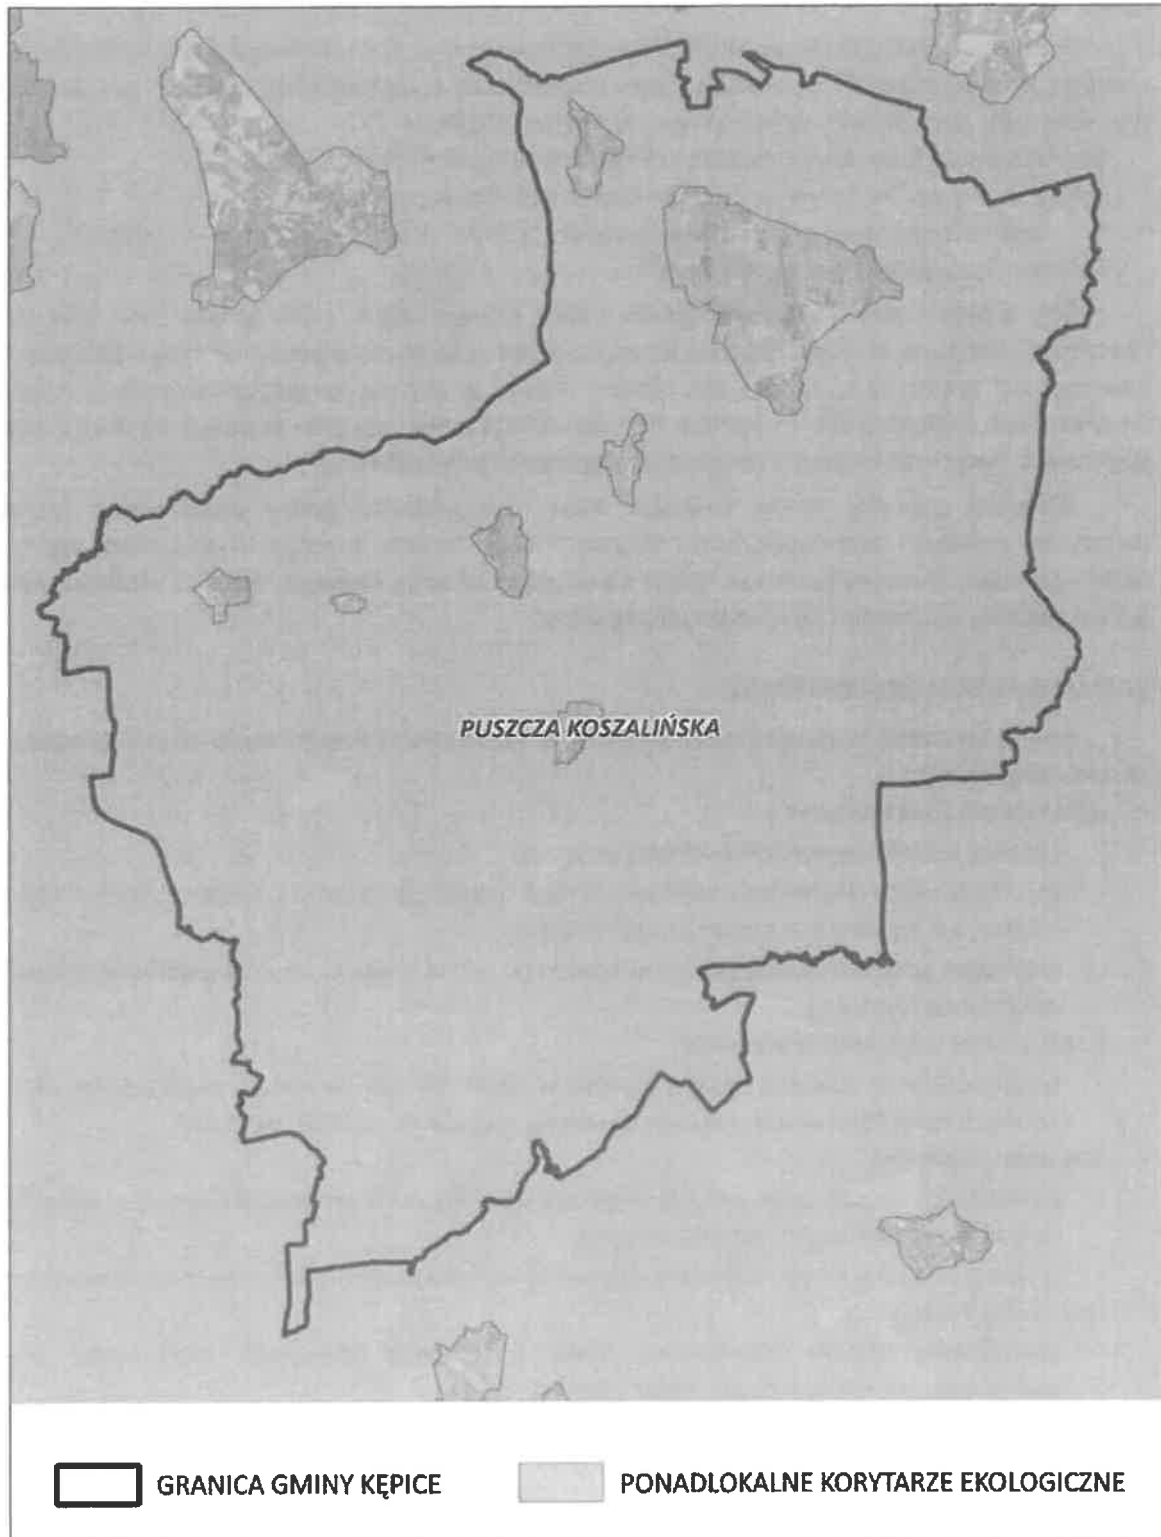 PUSZCZA KOSZALIŃSKA
GRANICA GMINY KĘPICE
PONADLOKALNE KORYTARZE EKOLOGICZNE